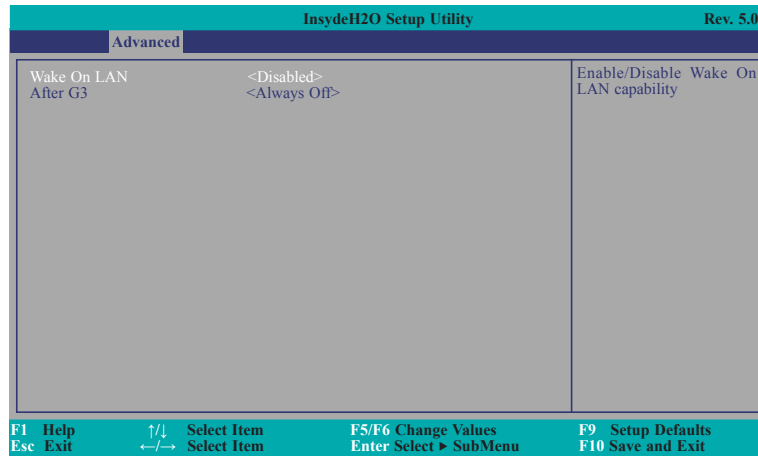 InsydeH2O Setup Utility Rev. 5.0
Advanced
Wake On LAN <Disabled>
After G3 <Always Off>
Enable/Disable Wake On
LAN capability
F1 Help ↑/↓ Select Item F5/F6 Change Values F9 Setup Defaults
Esc Exit ←/→ Select Item Enter Select ► SubMenu F10 Save and Exit